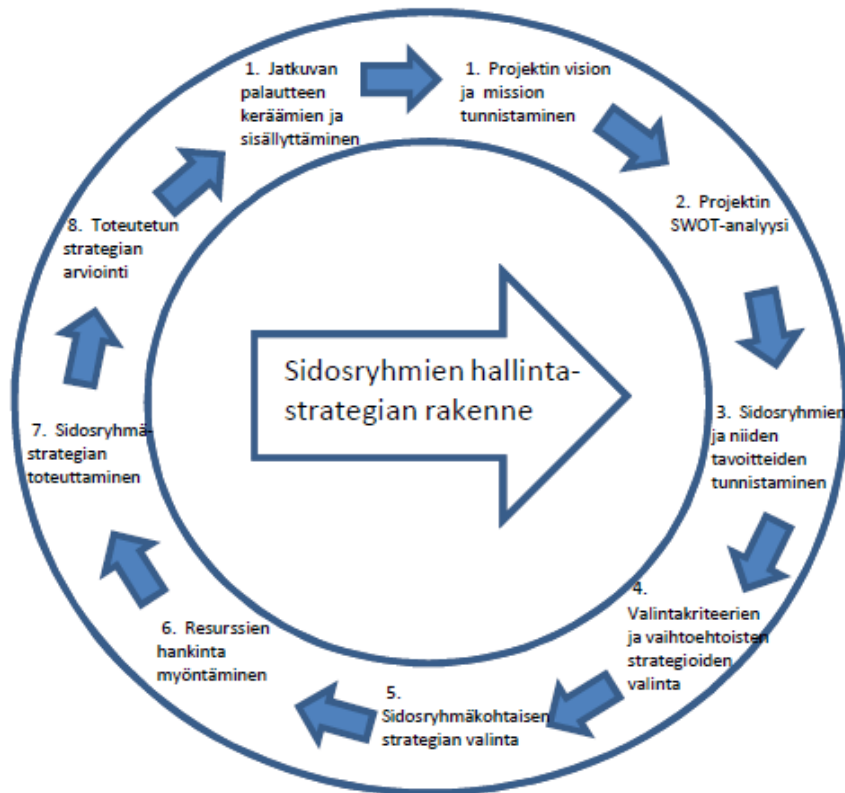 1. Jatkuvan
palautteen
keräämien ja
sisällyttäminen
1. Projektin vision
ja mission
tunnistaminen
2. Projektin
SWOT-analyysi
3. Sidosryhmien
ja niiden
tavoitteiden
tunnistaminen
4.
Valintakriteerien
ja vaihtoehtoisten
strategioiden
valinta
5.
Sidosryhmäkohtaisen
strategian valinta
6. Resurssien
hankinta
myöntäminen
7. Sidosryhmä-
strategian
toteuttaminen
8. Toteutetun
strategian
arviointi
Sidosryhmien hallinta-
strategian rakenne